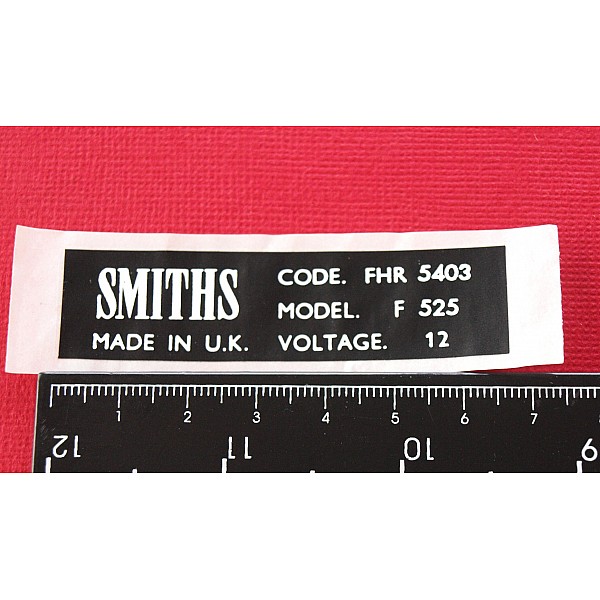 SMITHS
MADE IN U.K.
CODE. FHR 5403
MODEL. F 525
VOLTAGE. 12
1 2 3 4 5 6 7 8
12 11 10 9